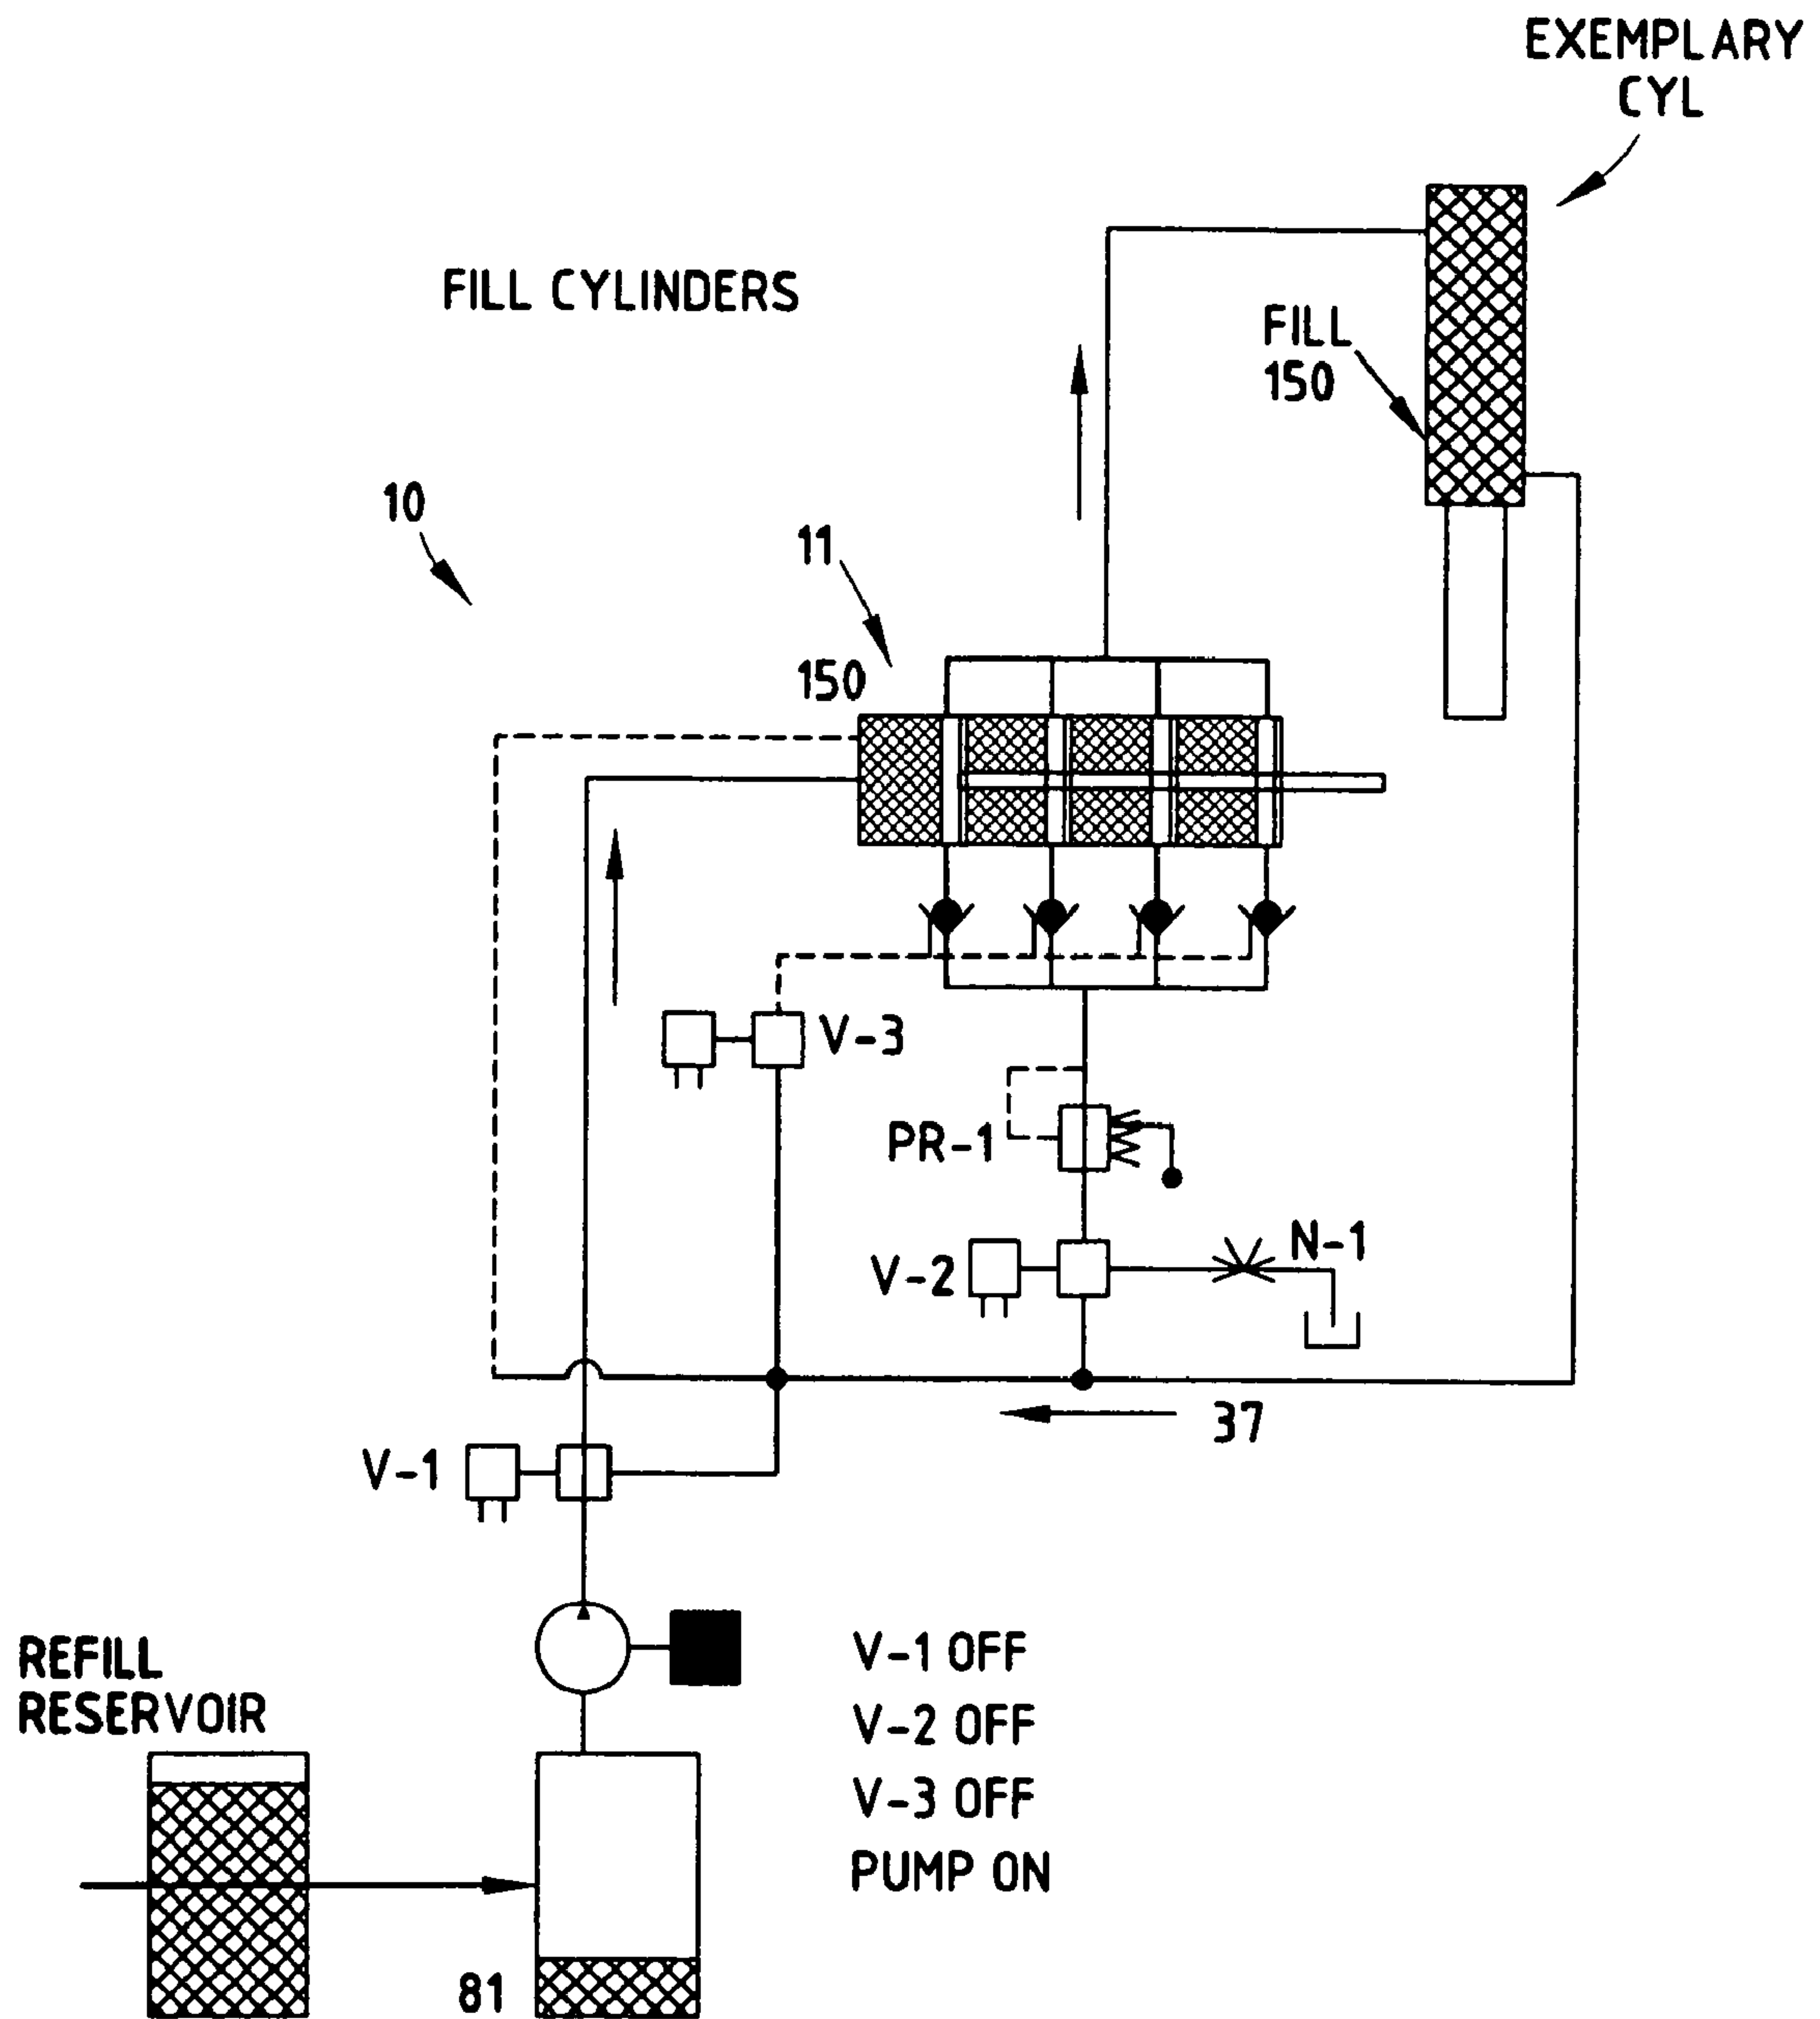 EXEMPLARY
CYL
FILL CYLINDERS
FILL
150
10
11
150
V-3
PR-1
N-1
V-2
37
V-1
REFILL
RESERVOIR
V-1 OFF
V-2 OFF
V-3 OFF
PUMP ON
81